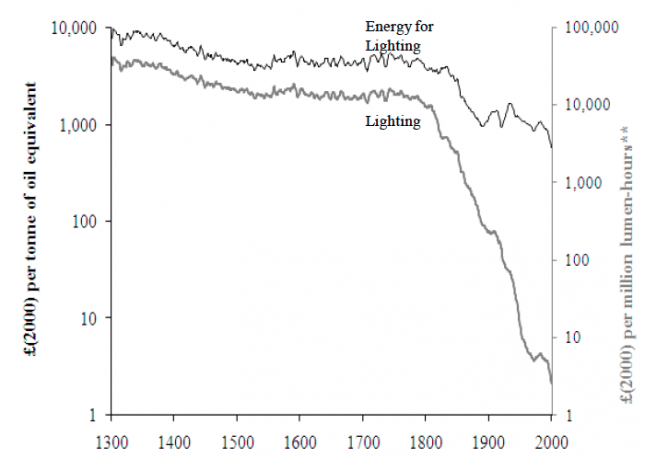 £(2000) per tonne of oil equivalent
10,000
1,000
100
10
1
Energy for
Lighting
Lighting
100,000
10,000
1,000
100
10
1
£(2000) per million lumen-hours**
1300 1400 1500 1600 1700 1800 1900 2000